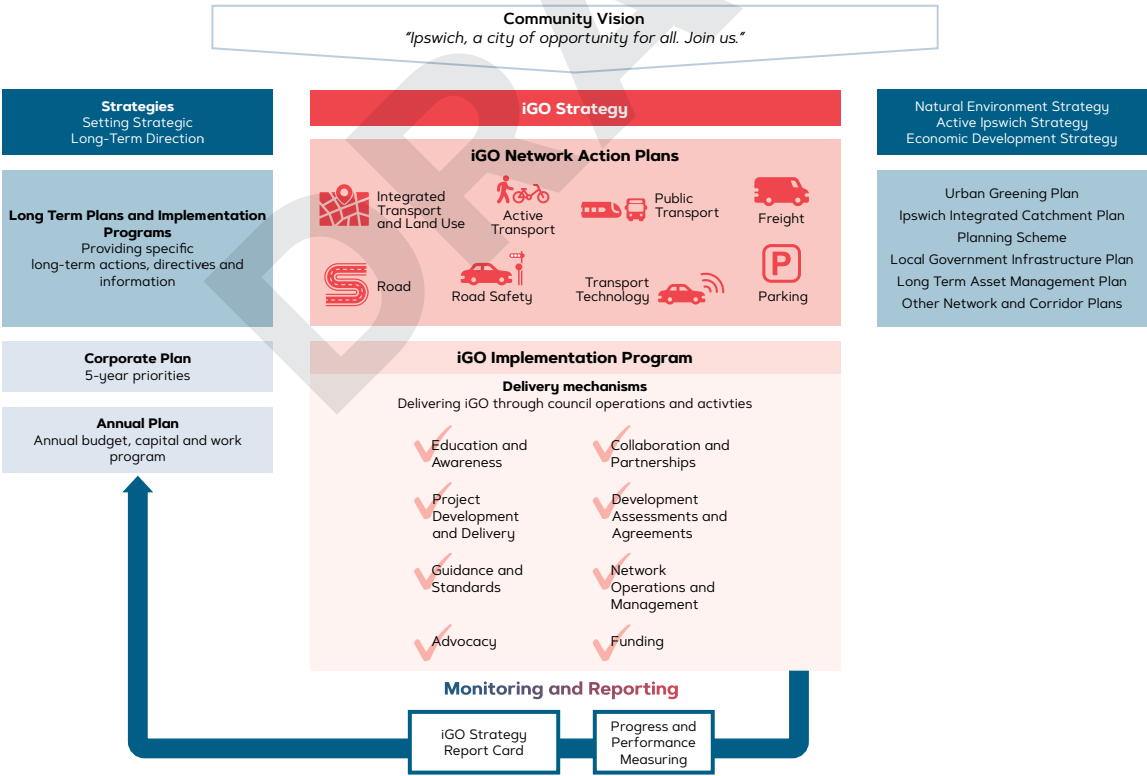 Community Vision
"Ipswich, a city of opportunity for all. Join us."
Strategies
Setting Strategic
Long-Term Direction
iGO Strategy
Natural Environment Strategy
Active Ipswich Strategy
Economic Development Strategy
Long Term Plans and Implementation
Programs
Providing specific
long-term actions, directives and
information
iGO Network Action Plans
Integrated
Transport
and Land Use
Active
Transport
Public
Transport
Freight
Road
Road Safety
Transport
Technology
P
Parking
Urban Greening Plan
Ipswich Integrated Catchment Plan
Planning Scheme
Local Government Infrastructure Plan
Long Term Asset Management Plan
Other Network and Corridor Plans
Corporate Plan
5-year priorities
Annual Plan
Annual budget, capital and work
program
iGO Implementation Program
Delivery mechanisms
Delivering iGO through council operations and activties
Education and
Awareness
Collaboration and
Partnerships
Project
Development
and Delivery
Development
Assessments and
Agreements
Guidance and
Standards
Network
Operations and
Management
Advocacy
Funding
Monitoring and Reporting
iGO Strategy
Report Card
Progress and
Performance
Measuring
DRA